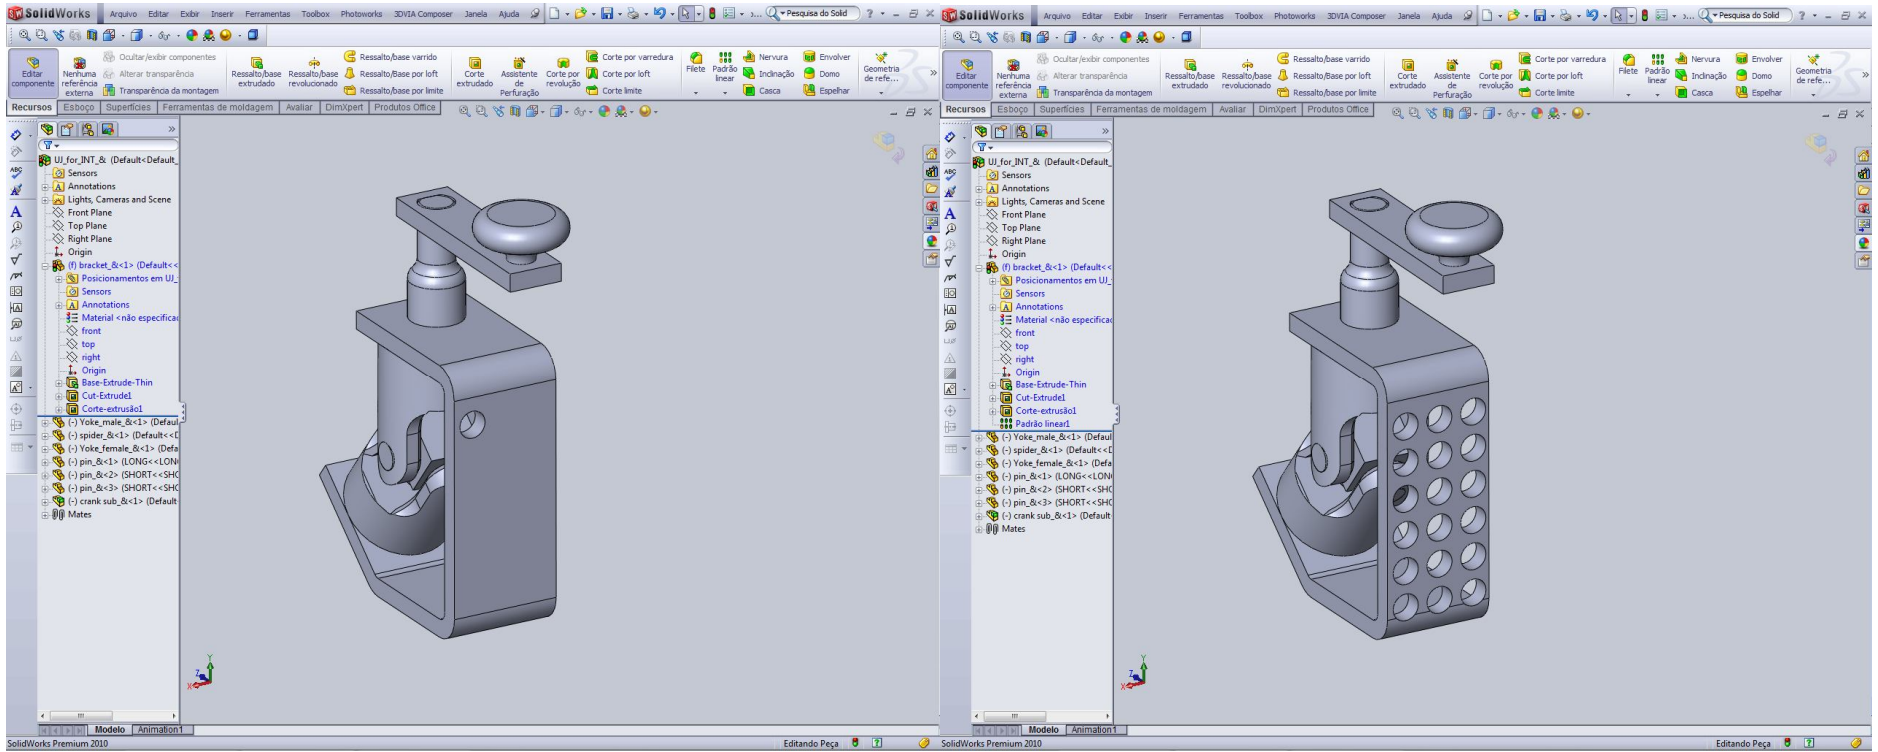 SolidWorks Arquivo Editar Exibir Inserir Ferramentas Toolbox Photoworks 3DVIA Composer Janela Ajuda Pesquisa do Solid
Editar componente
Nenhuma referência externa
Ocultar/exibir componentes
Alterar transparência
Transparência da montagem
Ressalto/base extrudado
Ressalto/base revolucionado
Ressalto/base varrido
Ressalto/base por loft
Ressalto/base por limite
Corte extrudado
Assistente de Perfuração
Corte por revolução
Corte por varredura
Corte por loft
Corte limite
Filete
Padrão linear
Nervura
Inclinação
Casca
Envolver
Domo
Espelhar
Geometria de refe...
Recursos Esboço Superfícies Ferramentas de moldagem Avaliar DimXpert Produtos Office
UJ_for_INT_& (Default<Default_
Sensors
Annotations
Lights, Cameras and Scene
Front Plane
Top Plane
Right Plane
Origin
(f) bracket_&<1> (Default<<
Posicionamentos em UJ_
Sensors
Annotations
Material <não especifica
front
top
right
Origin
Base-Extrude-Thin
Cut-Extrude1
Corte-extrusão1
(-) Yoke_male_&<1> (Defaul
(-) spider_&<1> (Default<<D
(-) Yoke_female_&<1> (Defa
(-) pin_&<1> (LONG<<LON
(-) pin_&<2> (SHORT<<SHO
(-) pin_&<3> (SHORT<<SHO
(-) crank sub_&<1> (Default
Mates
Y
Z
X
Modelo Animation1
SolidWorks Premium 2010 Editando Peça
SolidWorks Arquivo Editar Exibir Inserir Ferramentas Toolbox Photoworks 3DVIA Composer Janela Ajuda Pesquisa do Solid
Editar componente
Nenhuma referência externa
Ocultar/exibir componentes
Alterar transparência
Transparência da montagem
Ressalto/base extrudado
Ressalto/base revolucionado
Ressalto/base varrido
Ressalto/base por loft
Ressalto/base por limite
Corte extrudado
Assistente de Perfuração
Corte por revolução
Corte por varredura
Corte por loft
Corte limite
Filete
Padrão linear
Nervura
Inclinação
Casca
Envolver
Domo
Espelhar
Geometria de refe...
Recursos Esboço Superfícies Ferramentas de moldagem Avaliar DimXpert Produtos Office
UJ_for_INT_& (Default<Default_
Sensors
Annotations
Lights, Cameras and Scene
Front Plane
Top Plane
Right Plane
Origin
(f) bracket_&<1> (Default<<
Posicionamentos em UJ_
Sensors
Annotations
Material <não especificad
front
top
right
Origin
Base-Extrude-Thin
Cut-Extrude1
Corte-extrusão1
Padrão linear1
(-) Yoke_male_&<1> (Defaul
(-) spider_&<1> (Default<<D
(-) Yoke_female_&<1> (Defa
(-) pin_&<1> (LONG<<LON
(-) pin_&<2> (SHORT<<SHO
(-) pin_&<3> (SHORT<<SHO
(-) crank sub_&<1> (Default
Mates
Y
Z
X
Modelo Animation1
SolidWorks Premium 2010 Editando Peça